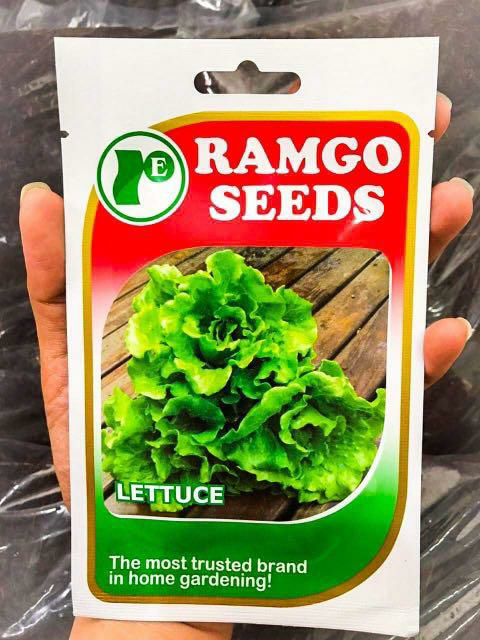 RAMGO
SEEDS
E
LETTUCE
The most trusted brand
in home gardening!